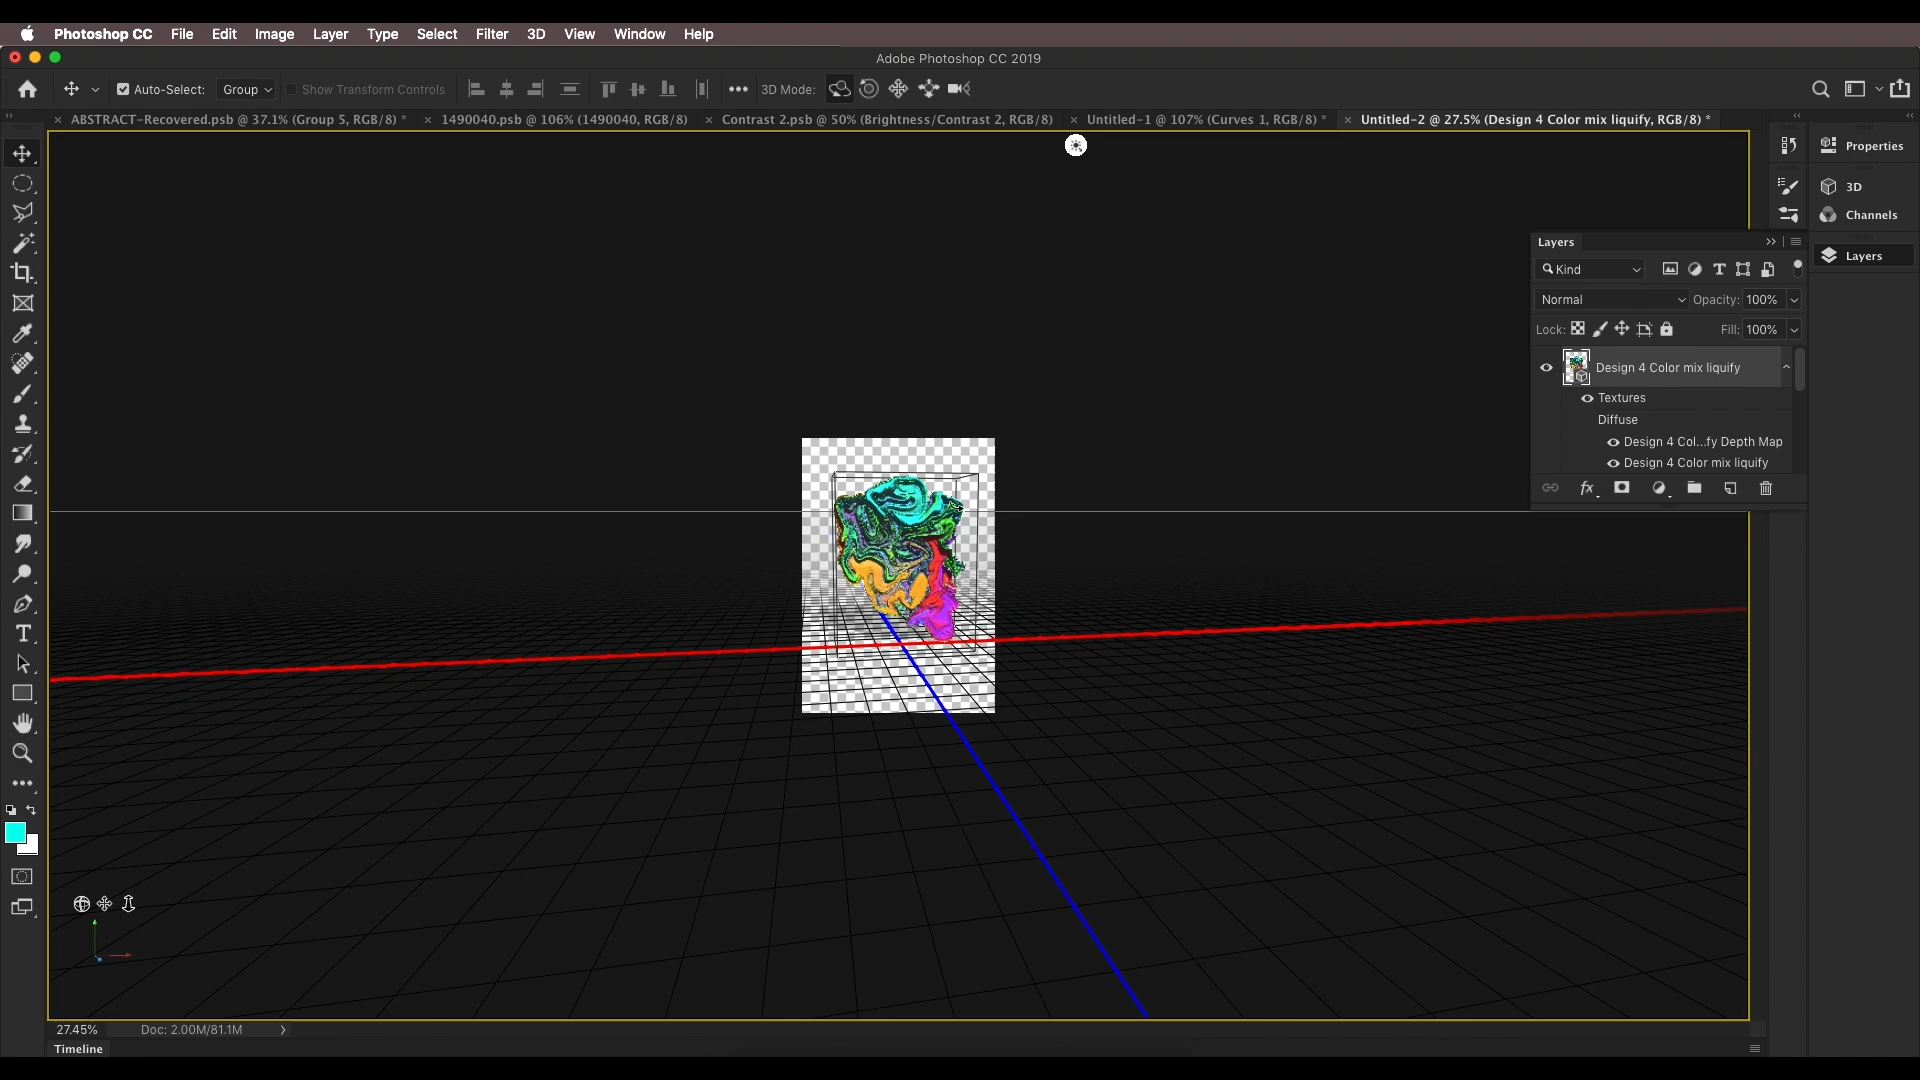 Photoshop CC File Edit Image Layer Type Select Filter 3D View Window Help
Adobe Photoshop CC 2019
Auto-Select: Group Show Transform Controls 3D Mode:
ABSTRACT-Recovered.psb @ 37.1% (Group 5, RGB/8) *
1490040.psb @ 106% (1490040, RGB/8)
Contrast 2.psb @ 50% (Brightness/Contrast 2, RGB/8)
Untitled-1 @ 107% (Curves 1, RGB/8) *
Untitled-2 @ 27.5% (Design 4 Color mix liquify, RGB/8) *
Properties
3D
Channels
Layers
Layers
Kind
Normal Opacity: 100%
Lock: Fill: 100%
Design 4 Color mix liquify
Textures
Diffuse
Design 4 Col...fy Depth Map
Design 4 Color mix liquify
27.45% Doc: 2.00M/81.1M
Timeline